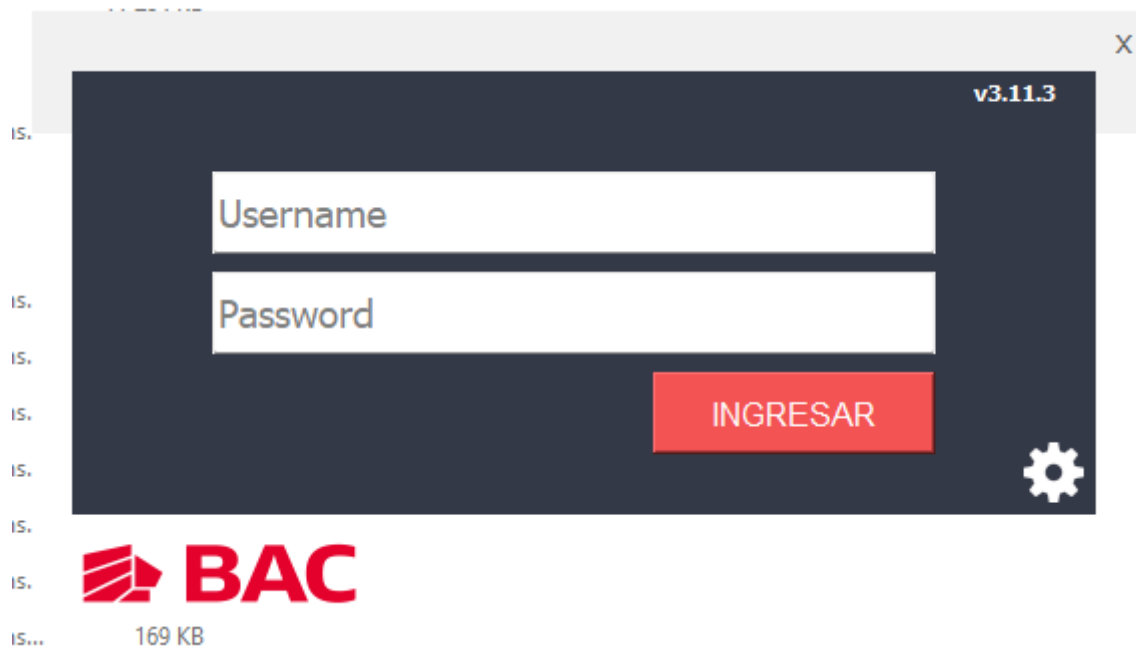 X
v3.11.3
Username
Password
INGRESAR
BAC
169 KB